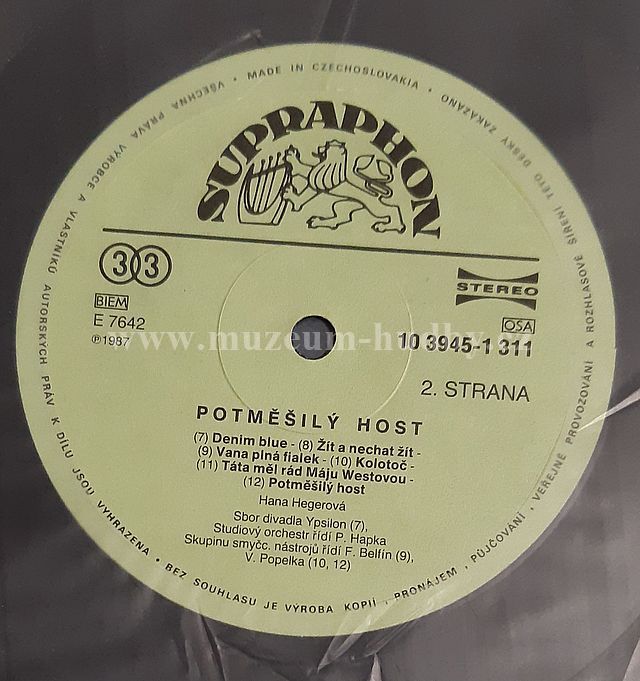 VŠECHNA PRÁVA VÝROBCE A VLASTNÍKŮ AUTORSKÝCH PRÁV K DÍLU JSOU VYHRAZENA • BEZ SOUHLASU JE VÝROBA KOPIÍ, PRONÁJEM, PŮJČOVÁNÍ, VEŘEJNÉ PROVOZOVÁNÍ A ROZHLASOVÉ ŠÍŘENÍ TÉTO DESKY ZAKÁZÁNO • MADE IN CZECHOSLOVAKIA •
SUPRAPHON
33
STEREO
BIEM
OSA
E 7642
℗1987
www.muzeum-hudby.cz
10 3945-1 311
2. STRANA
POTMĚŠILÝ HOST
(7) Denim blue - (8) Žít a nechat žít -
(9) Vana plná fialek - (10) Kolotoč -
(11) Táta měl rád Máju Westovou -
(12) Potměšilý host
Hana Hegerová
Sbor divadla Ypsilon (7),
Studiový orchestr řídí P. Hapka
Skupinu smyčc. nástrojů řídí F. Belfín (9),
V. Popelka (10, 12)